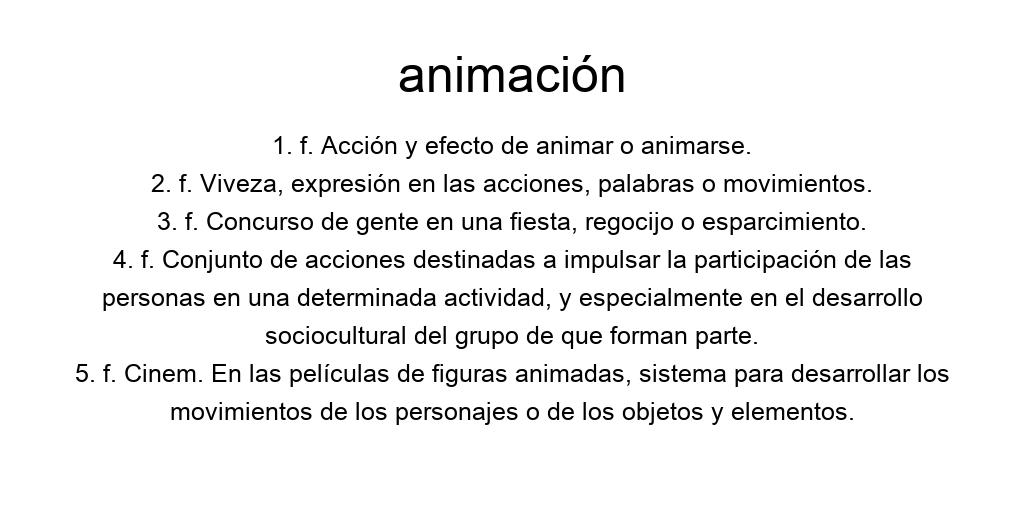 animación
1. f. Acción y efecto de animar o animarse.
2. f. Viveza, expresión en las acciones, palabras o movimientos.
3. f. Concurso de gente en una fiesta, regocijo o esparcimiento.
4. f. Conjunto de acciones destinadas a impulsar la participación de las
personas en una determinada actividad, y especialmente en el desarrollo
sociocultural del grupo de que forman parte.
5. f. Cinem. En las películas de figuras animadas, sistema para desarrollar los
movimientos de los personajes o de los objetos y elementos.